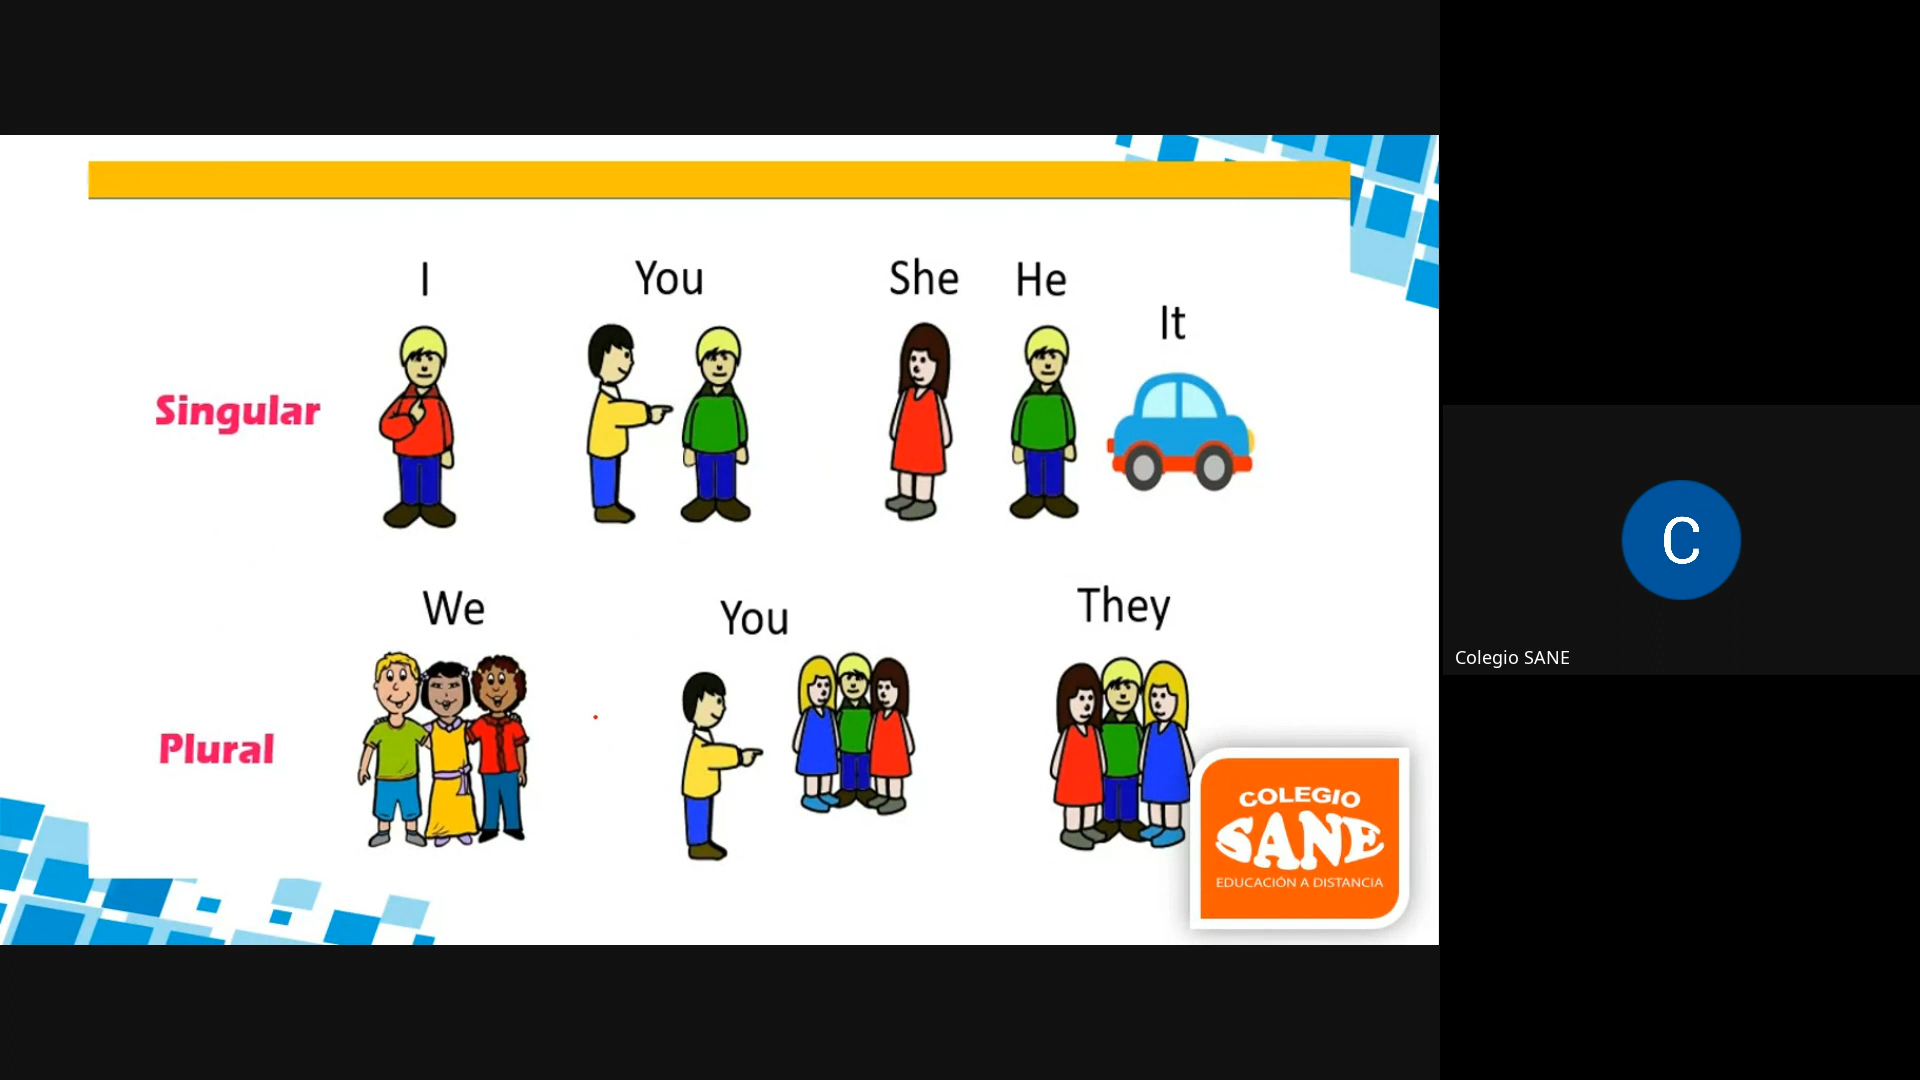 I
You
She
He
It
Singular
We
You
They
Plural
COLEGIO
SANE
EDUCACIÓN A DISTANCIA
C
Colegio SANE